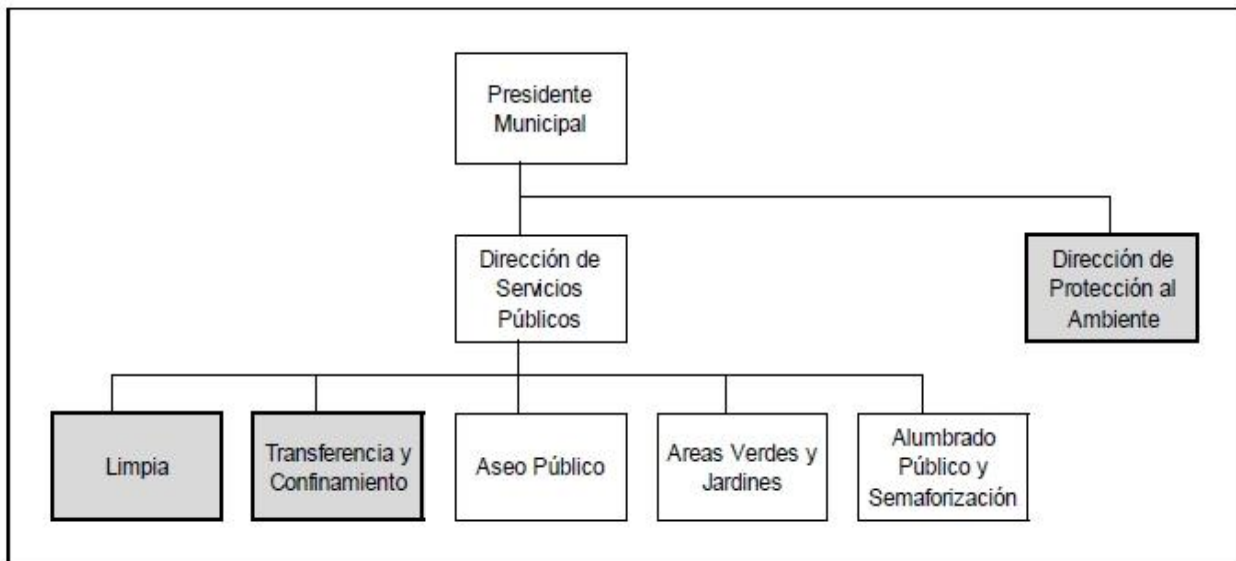 Presidente
Municipal
Dirección de
Servicios
Públicos
Dirección de
Protección al
Ambiente
Limpia
Transferencia y
Confinamiento
Aseo Público
Areas Verdes y
Jardines
Alumbrado
Público y
Semaforización